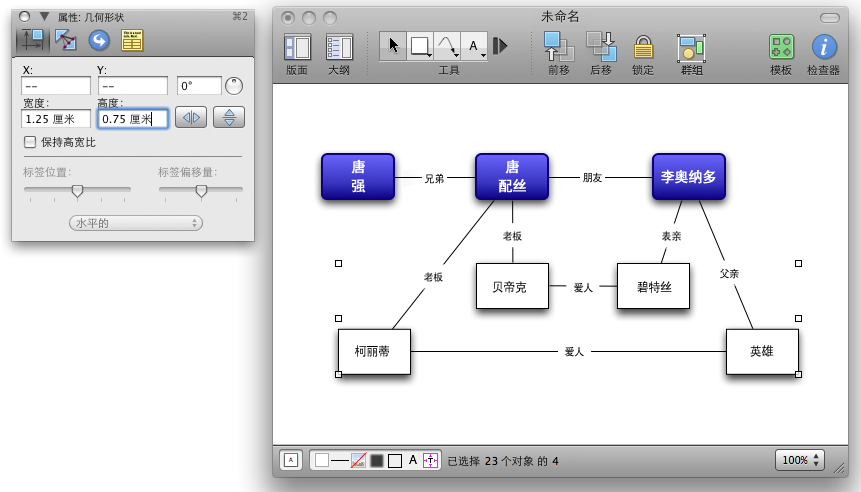 属性: 几何形状
⌘2
X:
Y:
--
--
0°
宽度:
高度:
1.25 厘米
0.75 厘米
保持高宽比
标签位置:
标签偏移量:
水平的
未命名
版面
大纲
A
工具
前移
后移
锁定
群组
模板
检查器
唐
强
兄弟
唐
配丝
朋友
李奥纳多
老板
表亲
老板
父亲
贝帝克
爱人
碧特丝
柯丽蒂
爱人
英雄
A
A
T
已选择 23 个对象 的 4
100%